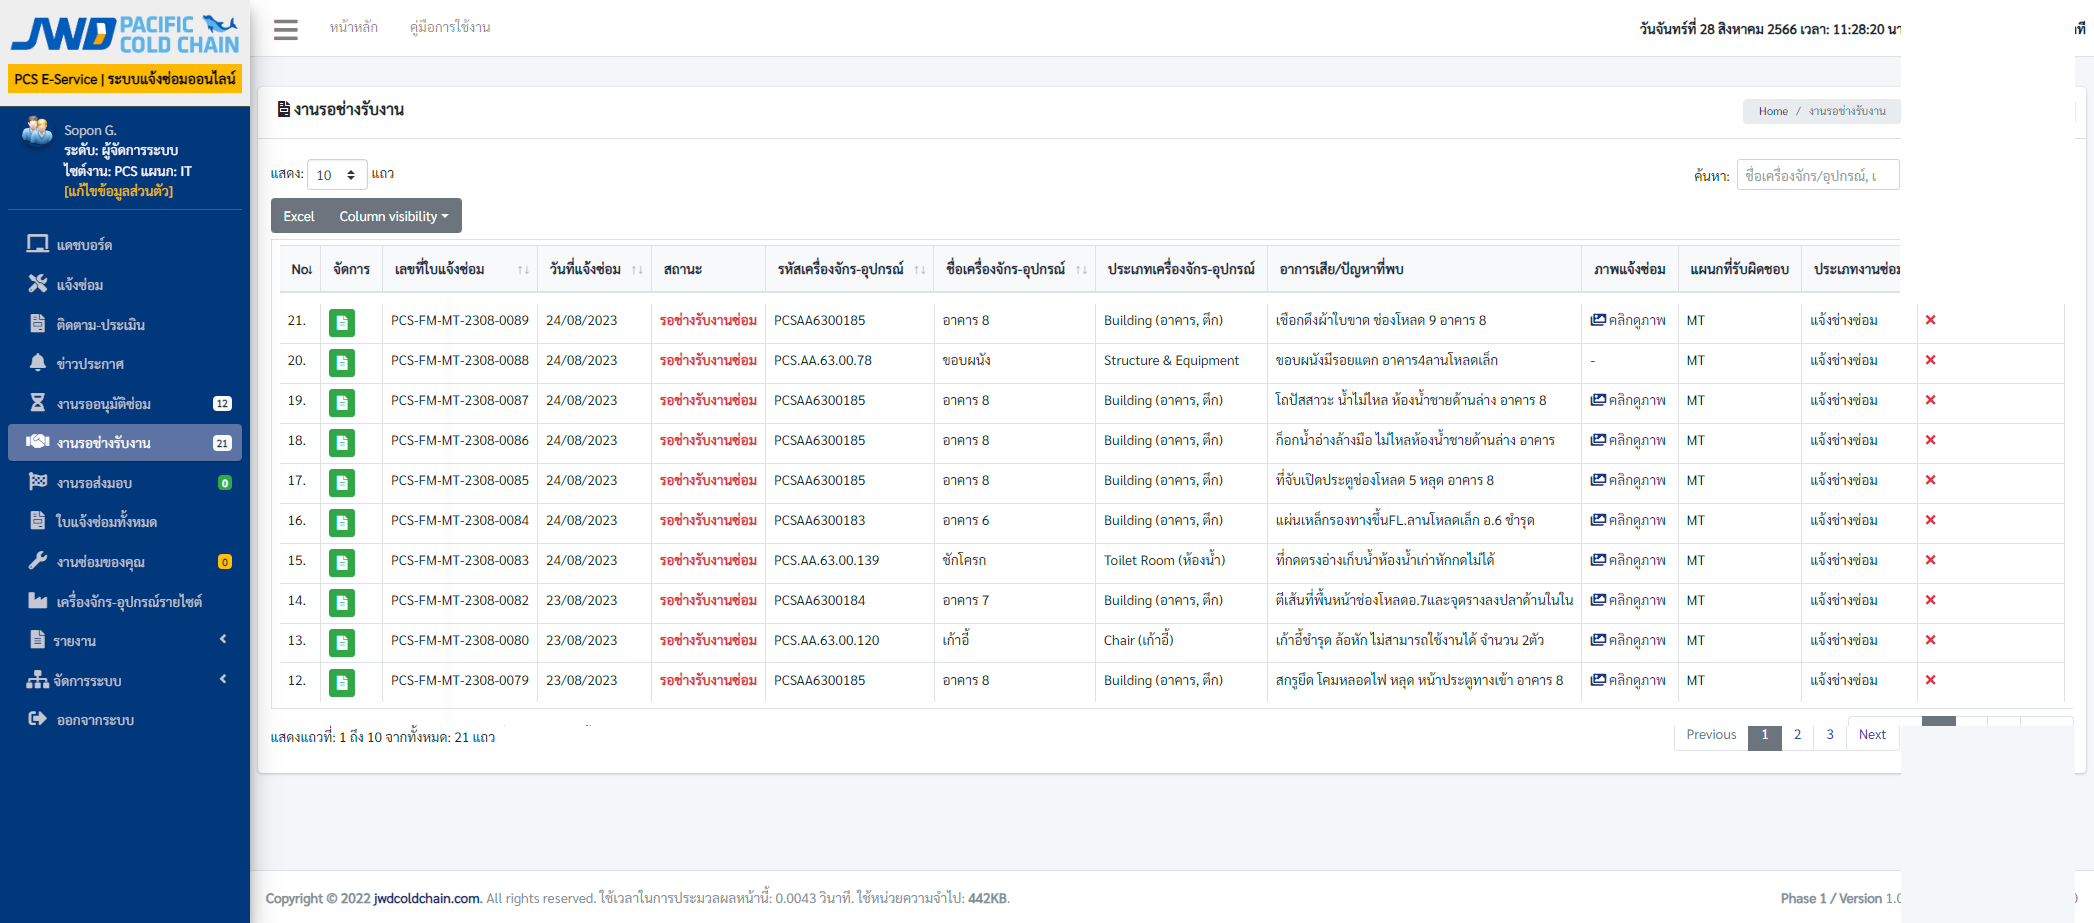 JWD PACIFIC COLD CHAIN
PCS E-Service | ระบบแจ้งซ่อมออนไลน์
Sopon G.
ระดับ: ผู้จัดการระบบ
ไซต์งาน: PCS แผนก: IT
[แก้ไขข้อมูลส่วนตัว]
แดชบอร์ด
แจ้งซ่อม
ติดตาม-ประเมิน
ข่าวประกาศ
งานรออนุมัติซ่อม 12
งานรอช่างรับงาน 21
งานรอส่งมอบ 0
ใบแจ้งซ่อมทั้งหมด
งานซ่อมของคุณ 0
เครื่องจักร-อุปกรณ์รายไซต์
รายงาน
จัดการระบบ
ออกจากระบบ
หน้าหลัก คู่มือการใช้งาน วันจันทร์ที่ 28 สิงหาคม 2566 เวลา: 11:28:20 นา ที
งานรอช่างรับงาน Home / งานรอช่างรับงาน
แสดง: 10 แถว ค้นหา: ชื่อเครื่องจักร/อุปกรณ์, เ
Excel Column visibility
No จัดการ เลขที่ใบแจ้งซ่อม วันที่แจ้งซ่อม สถานะ รหัสเครื่องจักร-อุปกรณ์ ชื่อเครื่องจักร-อุปกรณ์ ประเภทเครื่องจักร-อุปกรณ์ อาการเสีย/ปัญหาที่พบ ภาพแจ้งซ่อม แผนกที่รับผิดชอบ ประเภทงานซ่อม
21. PCS-FM-MT-2308-0089 24/08/2023 รอช่างรับงานซ่อม PCSAA6300185 อาคาร 8 Building (อาคาร, ตึก) เชือกดึงผ้าใบขาด ช่องโหลด 9 อาคาร 8 คลิกดูภาพ MT แจ้งช่างซ่อม
20. PCS-FM-MT-2308-0088 24/08/2023 รอช่างรับงานซ่อม PCS.AA.63.00.78 ขอบผนัง Structure & Equipment ขอบผนังมีรอยแตก อาคาร4ลานโหลดเล็ก - MT แจ้งช่างซ่อม
19. PCS-FM-MT-2308-0087 24/08/2023 รอช่างรับงานซ่อม PCSAA6300185 อาคาร 8 Building (อาคาร, ตึก) โถปัสสาวะ น้ำไม่ไหล ห้องน้ำชายด้านล่าง อาคาร 8 คลิกดูภาพ MT แจ้งช่างซ่อม
18. PCS-FM-MT-2308-0086 24/08/2023 รอช่างรับงานซ่อม PCSAA6300185 อาคาร 8 Building (อาคาร, ตึก) ก็อกน้ำอ่างล้างมือ ไม่ไหลห้องน้ำชายด้านล่าง อาคาร คลิกดูภาพ MT แจ้งช่างซ่อม
17. PCS-FM-MT-2308-0085 24/08/2023 รอช่างรับงานซ่อม PCSAA6300185 อาคาร 8 Building (อาคาร, ตึก) ที่จับเปิดประตูช่องโหลด 5 หลุด อาคาร 8 คลิกดูภาพ MT แจ้งช่างซ่อม
16. PCS-FM-MT-2308-0084 24/08/2023 รอช่างรับงานซ่อม PCSAA6300183 อาคาร 6 Building (อาคาร, ตึก) แผ่นเหล็กรองทางขึ้นFL.ลานโหลดเล็ก อ.6 ชำรุด คลิกดูภาพ MT แจ้งช่างซ่อม
15. PCS-FM-MT-2308-0083 24/08/2023 รอช่างรับงานซ่อม PCS.AA.63.00.139 ชักโครก Toilet Room (ห้องน้ำ) ที่กดตรงอ่างเก็บน้ำห้องน้ำเก่าหักกดไม่ได้ คลิกดูภาพ MT แจ้งช่างซ่อม
14. PCS-FM-MT-2308-0082 23/08/2023 รอช่างรับงานซ่อม PCSAA6300184 อาคาร 7 Building (อาคาร, ตึก) ตีเส้นที่พื้นหน้าช่องโหลดอ.7และจุดรางลงปลาด้านในใน คลิกดูภาพ MT แจ้งช่างซ่อม
13. PCS-FM-MT-2308-0080 23/08/2023 รอช่างรับงานซ่อม PCS.AA.63.00.120 เก้าอี้ Chair (เก้าอี้) เก้าอี้ชำรุด ล้อหัก ไม่สามารถใช้งานได้ จำนวน 2ตัว คลิกดูภาพ MT แจ้งช่างซ่อม
12. PCS-FM-MT-2308-0079 23/08/2023 รอช่างรับงานซ่อม PCSAA6300185 อาคาร 8 Building (อาคาร, ตึก) สกรูยึด โคมหลอดไฟ หลุด หน้าประตูทางเข้า อาคาร 8 คลิกดูภาพ MT แจ้งช่างซ่อม
แสดงแถวที่: 1 ถึง 10 จากทั้งหมด: 21 แถว Previous 1 2 3 Next
Copyright © 2022 jwdcoldchain.com. All rights reserved. ใช้เวลาในการประมวลผลหน้านี้: 0.0043 วินาที. ใช้หน่วยความจำไป: 442KB. Phase 1 / Version 1.0